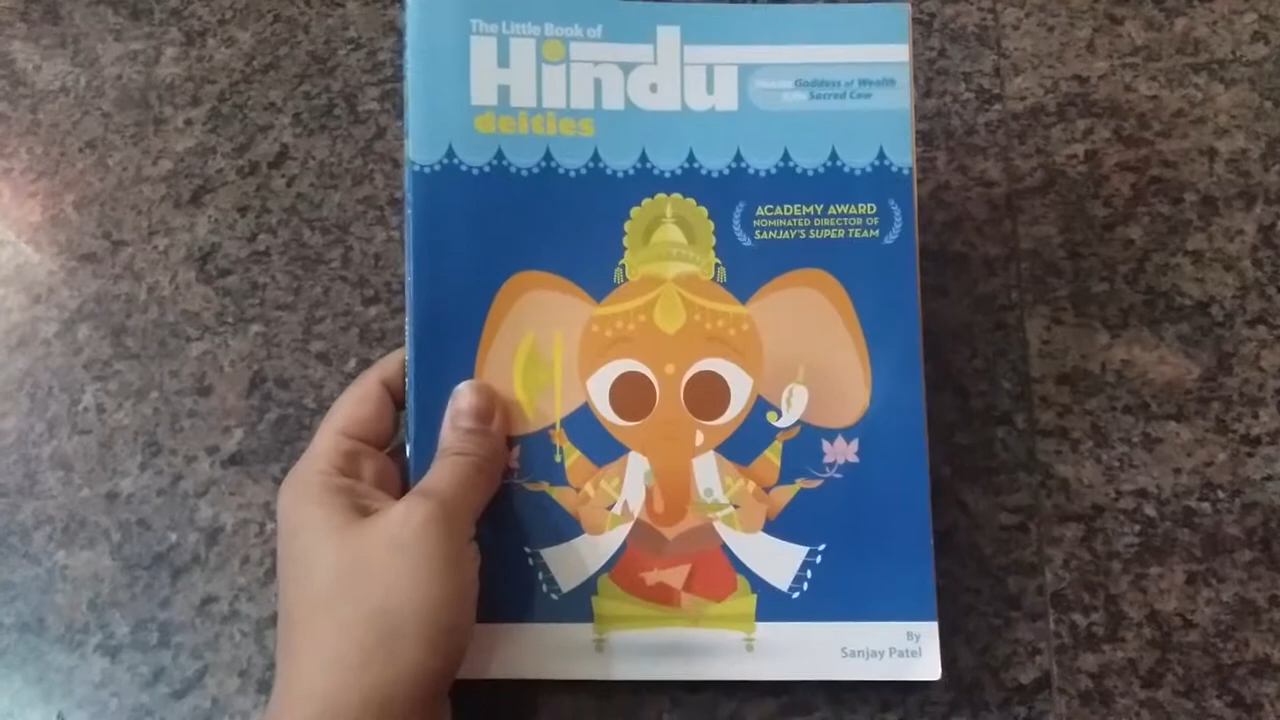 The Little Book of
Hindu
deities
Goddess of Wealth
Sacred Cow
ACADEMY AWARD
NOMINATED DIRECTOR OF
SANJAY'S SUPER TEAM
By
Sanjay Patel